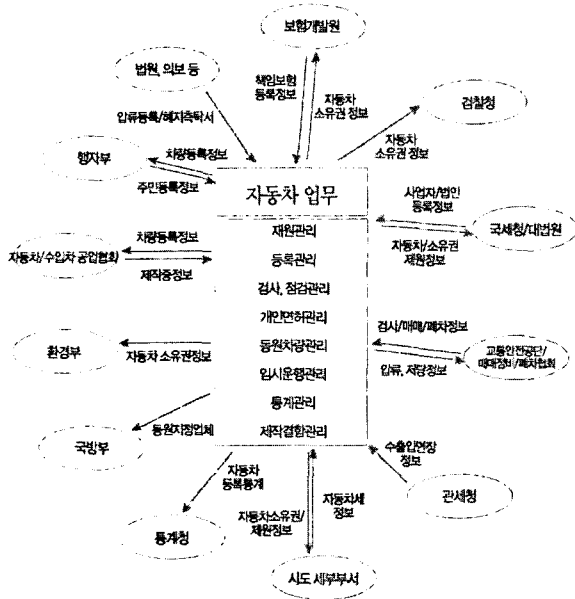 보험개발원
법원, 의보 등
책임보험
등록정보
자동차
소유권 정보
검찰청
압류등록/해지촉탁서
자동차
소유권 정보
행자부
차량등록정보
주민등록정보
자동차 업무
사업자/법인
등록정보
국세청/대법원
자동차/소유권
제원정보
자동차/수입차 공업협회
차량등록정보
제작증정보
재원관리
등록관리
검사, 점검관리
개인면허관리
동원차량관리
임시운행관리
통계관리
제작결함관리
환경부
자동차 소유권정보
검사/매매/폐차정보
교통안전공단/
매매정비/폐차협회
압류, 저당정보
국방부
동원지정업체
수출입면장
정보
관세청
자동차
등록통계
통계청
자동차소유권/
제원정보
자동차세
정보
시도 세무부서